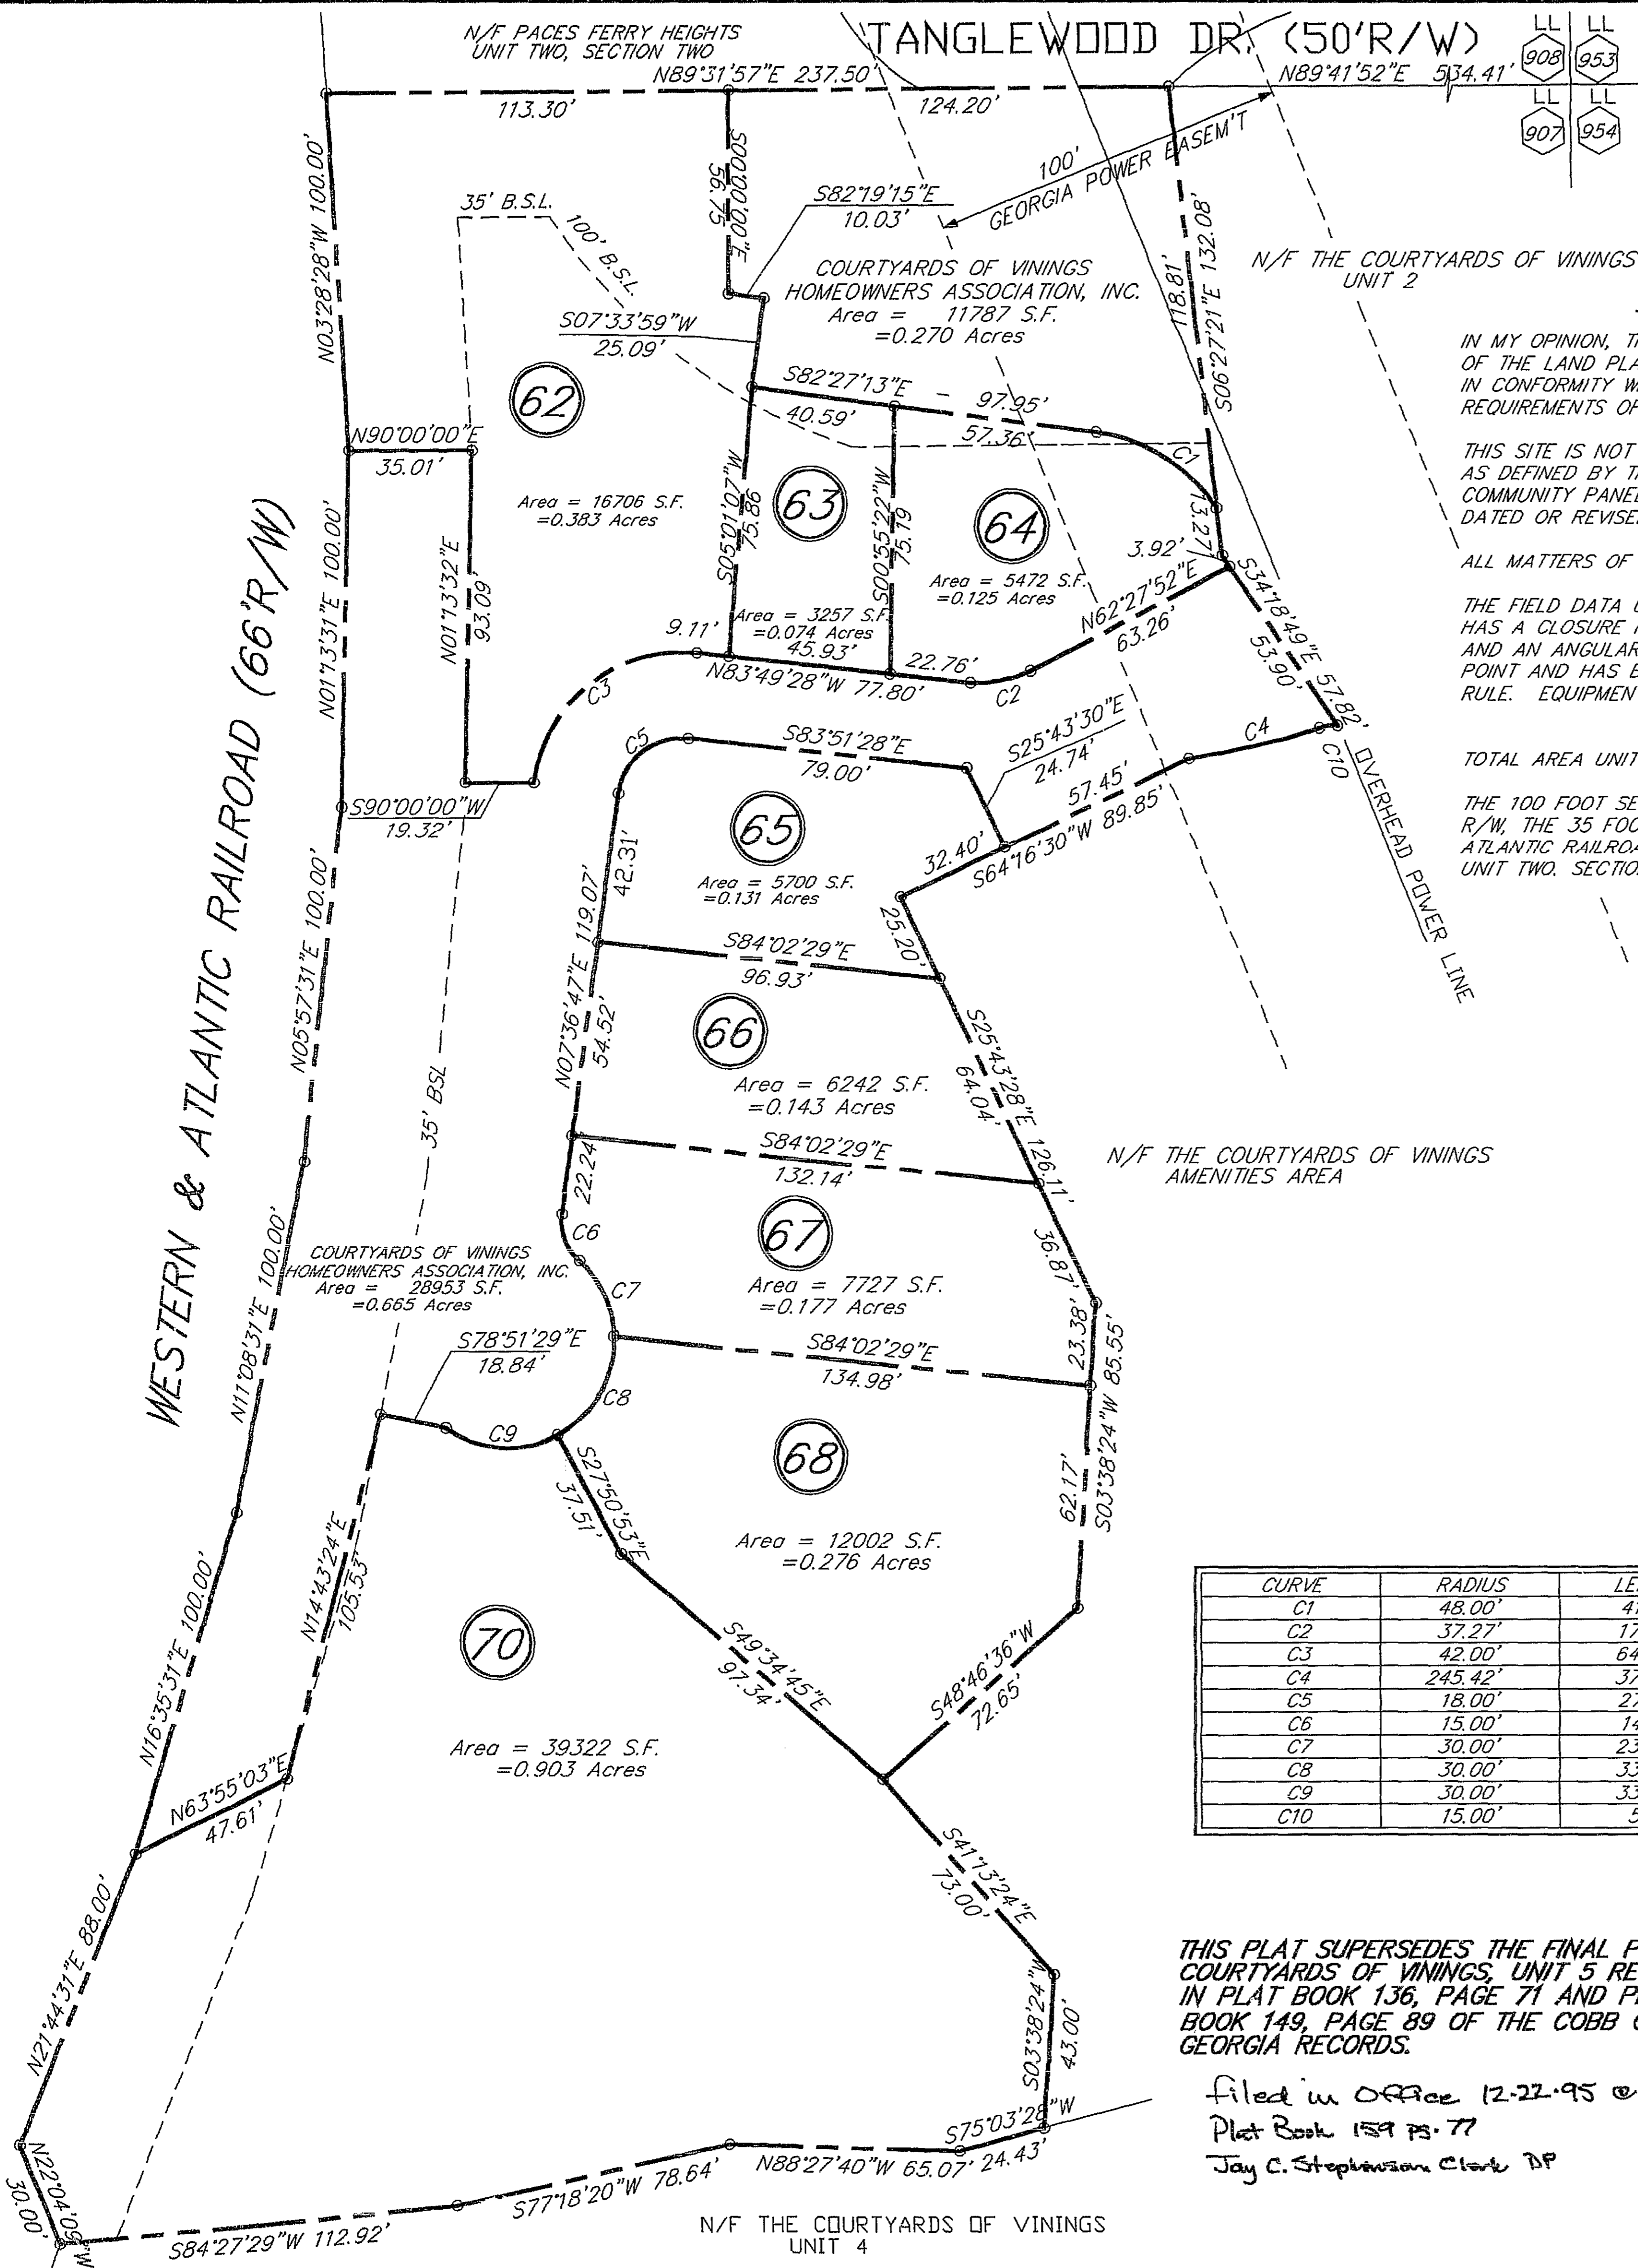 N/F PACES FERRY HEIGHTS
UNIT TWO, SECTION TWO
TANGLEWOOD DR. (50'R/W)
LL LL
908 953
LL LL
907 954
N89°31'57"E 237.50'
N89°41'52"E 534.41'
113.30'
124.20'
100'
GEORGIA POWER EASEM'T
N03°28'28"W 100.00'
S00°00'00"E
56.75
35' B.S.L.
100' B.S.L.
S82°19'15"E
10.03'
118.81'
S06°27'21"E 132.08'
N/F THE COURTYARDS OF VININGS
UNIT 2
COURTYARDS OF VININGS
HOMEOWNERS ASSOCIATION, INC.
Area = 11787 S.F.
=0.270 Acres
S07°33'59"W
25.09'
IN MY OPINION,
OF THE LAND
IN CONFORMITY
REQUIREMENTS
THIS SITE IS NOT
AS DEFINED BY
COMMUNITY
DATED OR
ALL MATTERS OF
THE FIELD DATA
HAS A CLOSURE
AND AN ANGULAR
POINT AND HAS
RULE. EQUIPMENT
TOTAL AREA UNIT
THE 100 FOOT
R/W, THE 35
ATLANTIC
UNIT TWO.
62
S82°27'13"E - 97.95'
40.59'
57.36'
C1
N90°00'00"E
35.01'
Area = 16706 S.F.
=0.383 Acres
63
64
S05°01'07"W
75.86
S00°55'22"W
75.19
13.27'
3.92'
Area = 5472 S.F.
=0.125 Acres
Area = 3257 S.F.
=0.074 Acres
N01°13'31"E 100.00'
N01°13'32"E
93.09'
9.11'
45.93'
22.76'
N83°49'28"W 77.80'
C3
C2
N62°27'52"E
63.26'
S34°18'49"E 57.82'
53.90'
WESTERN & ATLANTIC RAILROAD (66'R/W)
S90°00'00"W
19.32'
C5
S83°51'28"E
79.00'
S25°43'30"E
24.74'
C4
C10
OVERHEAD POWER LINE
57.45'
S64°16'30"W 89.85'
32.40'
65
42.31'
Area = 5700 S.F.
=0.131 Acres
25.20'
N05°57'31"E 100.00'
N07°36'47"E 119.07'
54.52'
S84°02'29"E
96.93'
66
Area = 6242 S.F.
=0.143 Acres
S25°43'28"E 126.11'
64.04'
35' BSL
22.24'
S84°02'29"E
132.14'
N/F THE COURTYARDS OF VININGS
AMENITIES AREA
C6
67
36.87'
COURTYARDS OF VININGS
HOMEOWNERS ASSOCIATION, INC.
Area = 28953 S.F.
=0.665 Acres
C7
Area = 7727 S.F.
=0.177 Acres
N11°08'31"E 100.00'
S78°51'29"E
18.84'
S84°02'29"E
134.98'
23.38'
S03°38'24"W 85.55'
C8
C9
68
62.17'
S27°50'53"E
37.51'
Area = 12002 S.F.
=0.276 Acres
N14°43'24"E
105.53'
N16°35'31"E 100.00'
70
S49°34'45"E
97.34'
S48°46'36"W
72.65'
Area = 39322 S.F.
=0.903 Acres
N63°55'03"E
47.61'
CURVE RADIUS
C1 48.00'
C2 37.27'
C3 42.00'
C4 245.42'
C5 18.00'
C6 15.00'
C7 30.00'
C8 30.00'
C9 30.00'
C10 15.00'
S41°13'24"E
73.00'
N21°44'31"E 88.00'
S03°38'24"W
43.00'
THIS PLAT SUPERSEDES THE FINAL
COURTYARDS OF VININGS, UNIT 5
IN PLAT BOOK 136, PAGE 71 AND
BOOK 149, PAGE 89 OF THE COBB
GEORGIA RECORDS.
filed in Office 12-22-95 @
Plat Book 159 pg. 77
Jay C. Stephenson Clerk DP
S75°03'28"W
24.43'
N88°27'40"W 65.07'
S77°18'20"W 78.64'
N22°04'09"W
30.00'
S84°27'29"W 112.92'
N/F THE COURTYARDS OF VININGS
UNIT 4